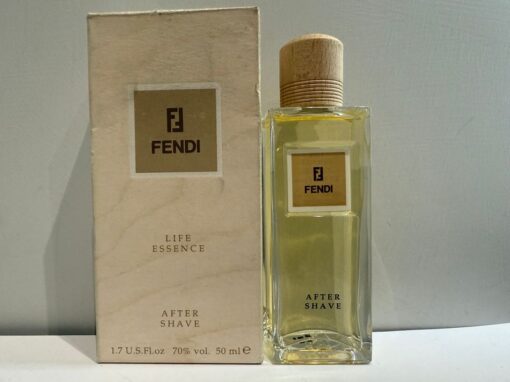 FENDI
LIFE
ESSENCE
AFTER
SHAVE
1.7 U.S.Fl.oz 70% vol. 50 ml ℮
FENDI
AFTER
SHAVE